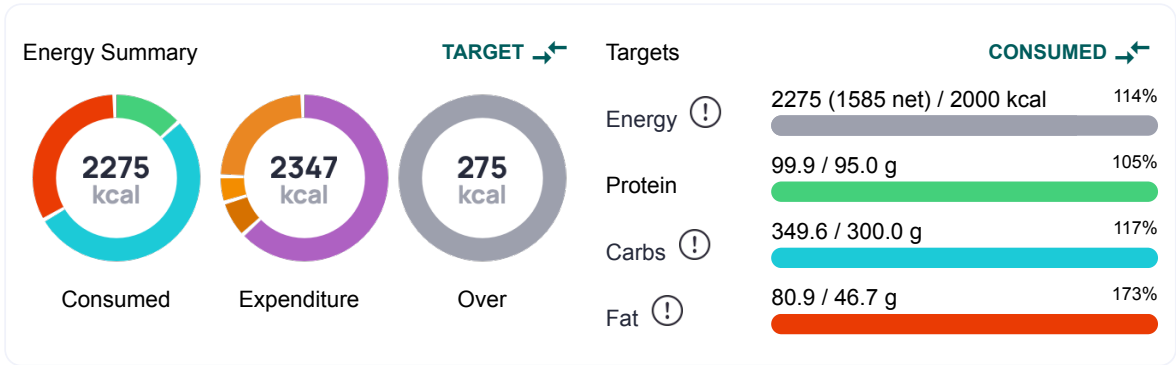 Energy Summary
TARGET
2275
kcal
Consumed
2347
kcal
Expenditure
275
kcal
Over
Targets
CONSUMED
Energy
2275 (1585 net) / 2000 kcal
114%
Protein
99.9 / 95.0 g
105%
Carbs
349.6 / 300.0 g
117%
Fat
80.9 / 46.7 g
173%